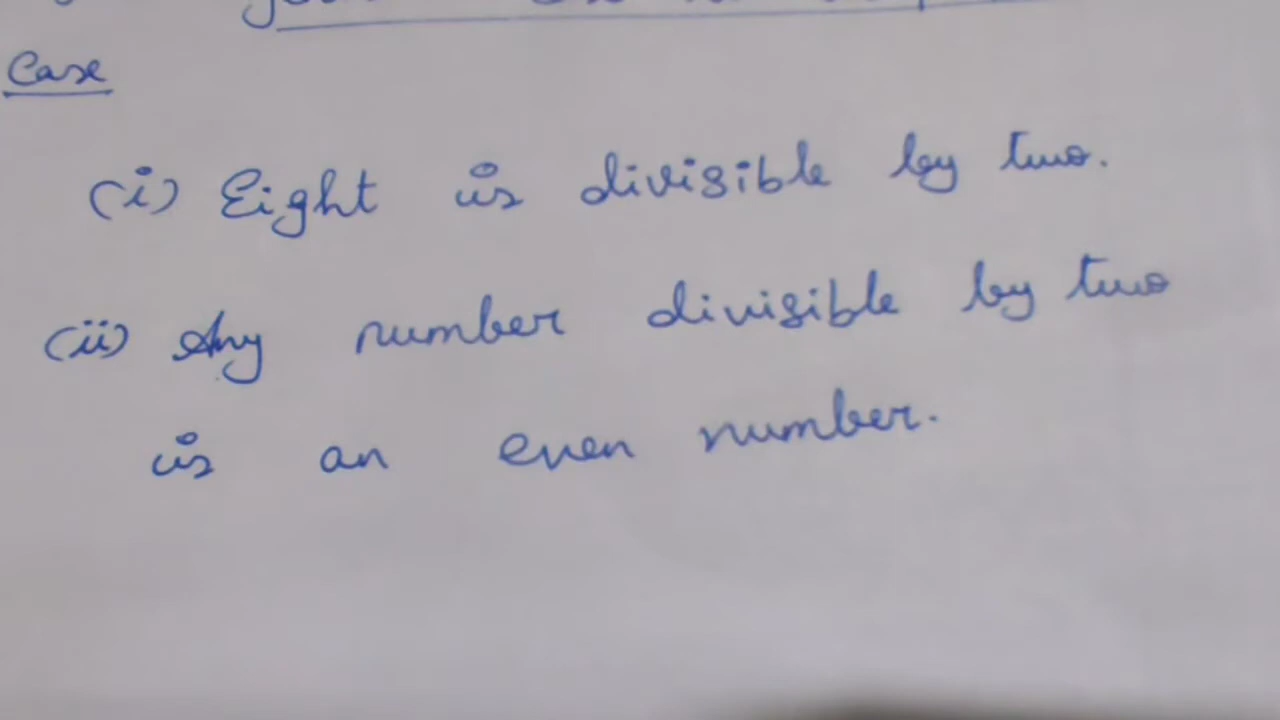 Case
(i) Eight is divisible by two.
(ii) Any number divisible by two
is an even number.